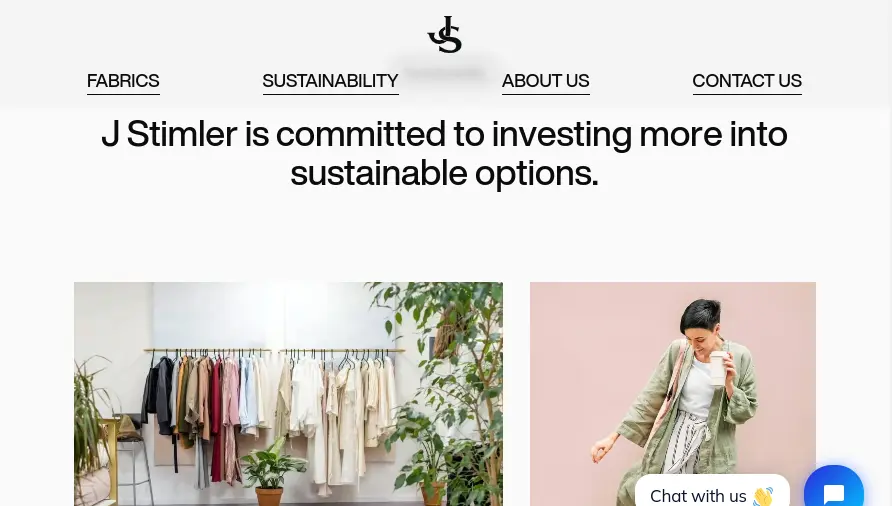 JS
FABRICS SUSTAINABILITY ABOUT US CONTACT US
J Stimler is committed to investing more into
sustainable options.
Chat with us 👋